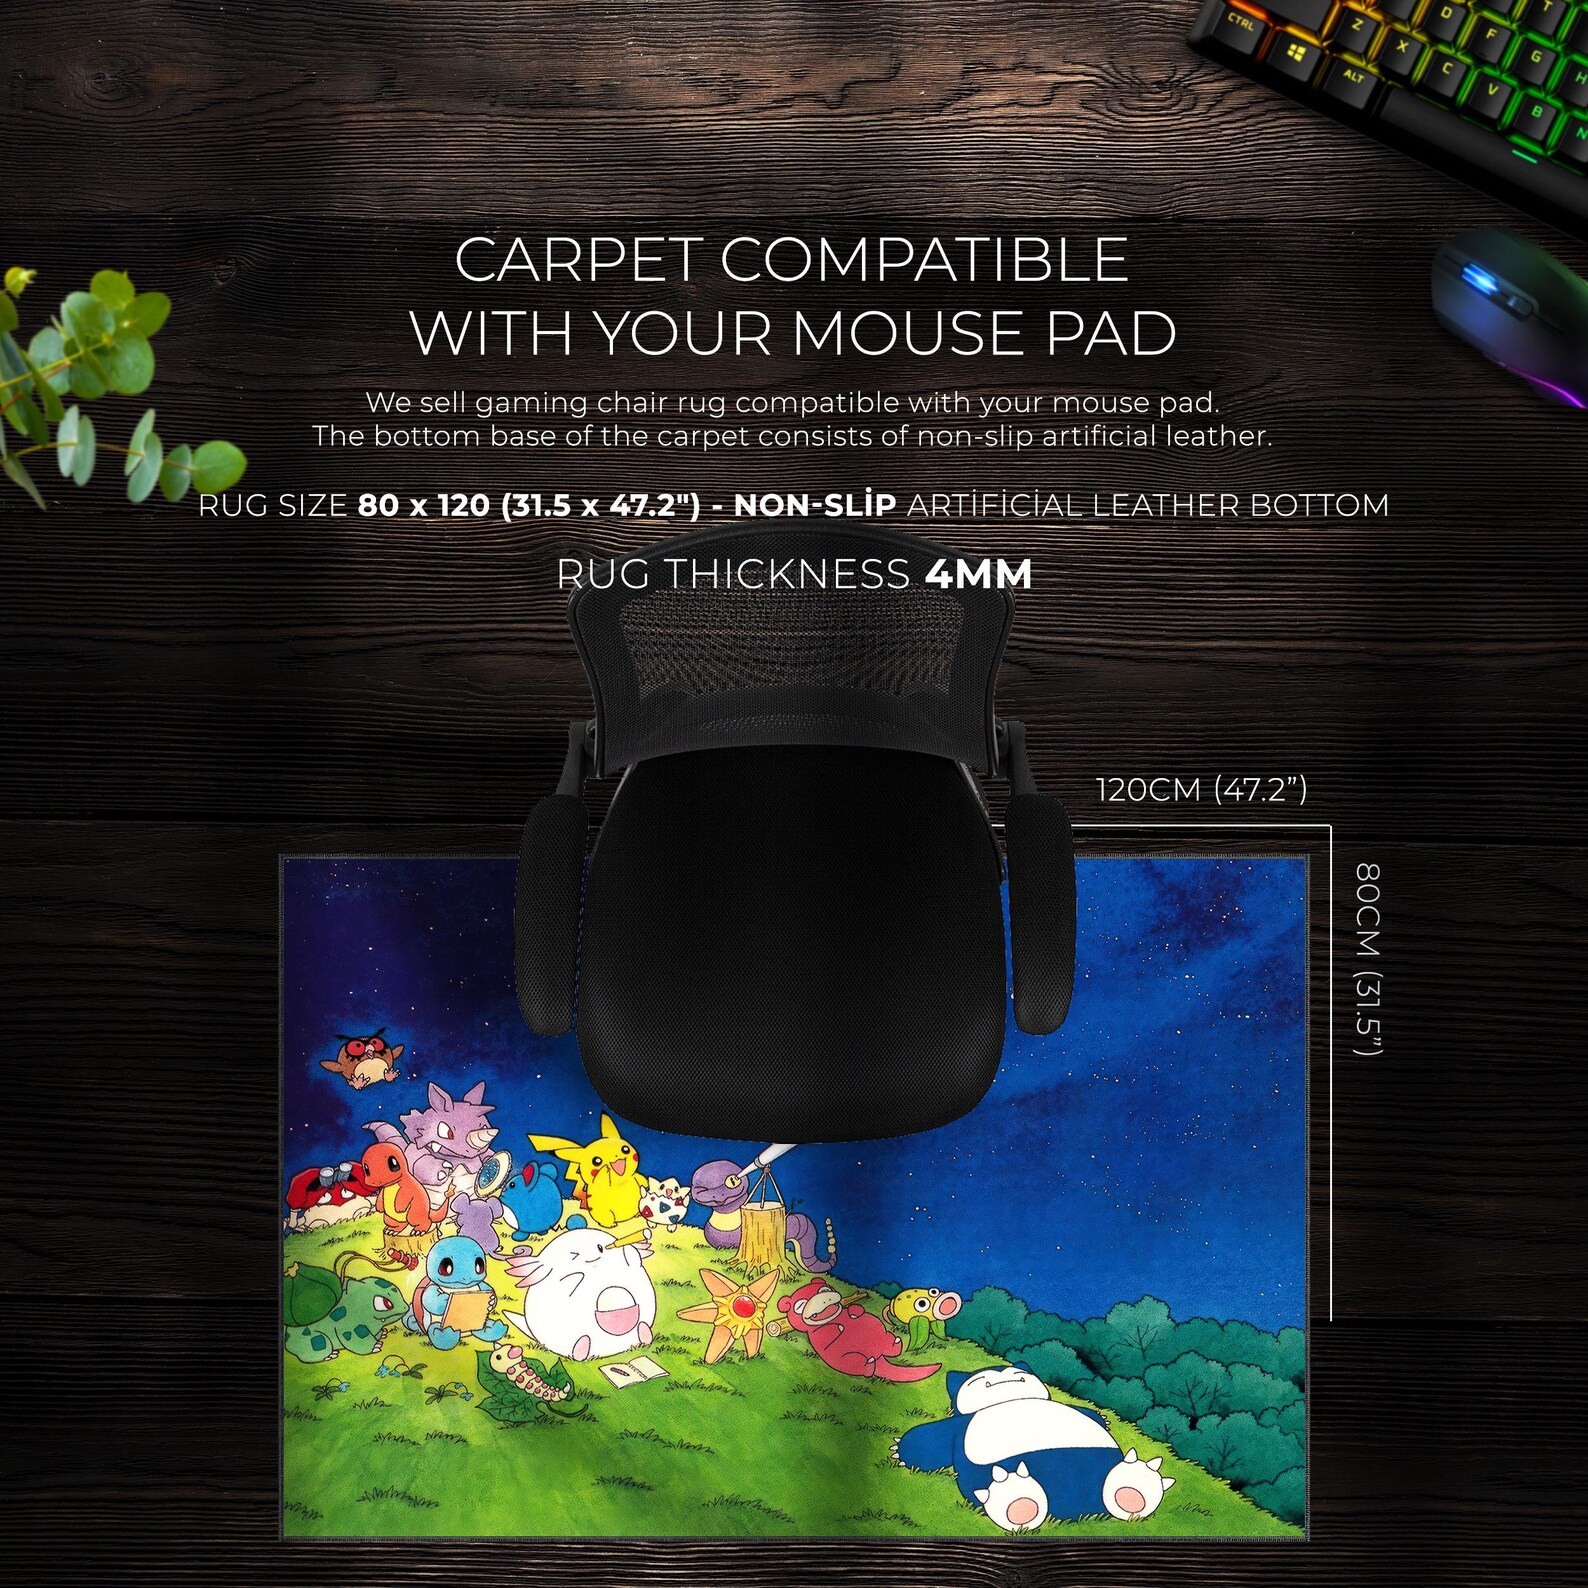 CTRL
ALT
Z
X
C
V
B
N
D
F
G
H
T
CARPET COMPATIBLE
WITH YOUR MOUSE PAD
We sell gaming chair rug compatible with your mouse pad.
The bottom base of the carpet consists of non-slip artificial leather.
RUG SIZE 80 x 120 (31.5 x 47.2") - NON-SLİP ARTİFİCİAL LEATHER BOTTOM
RUG THICKNESS 4MM
120CM (47.2”)
80CM (31.5”)